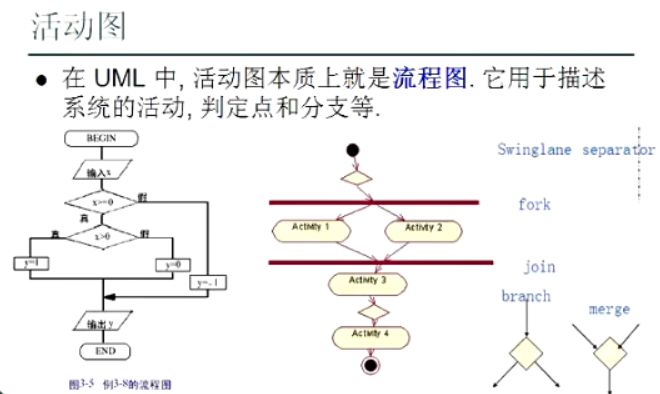 活动图
● 在 UML 中, 活动图本质上就是流程图. 它用于描述
系统的活动, 判定点和分支等.
BEGIN
输入x
x>=0
真
假
x>0
真
假
y=1
y=0
y=-1
输出y
END
图3-5 例3-8的流程图
Activity 1
Activity 2
Activity 3
Activity 4
Swinglane separator
fork
join
branch
merge